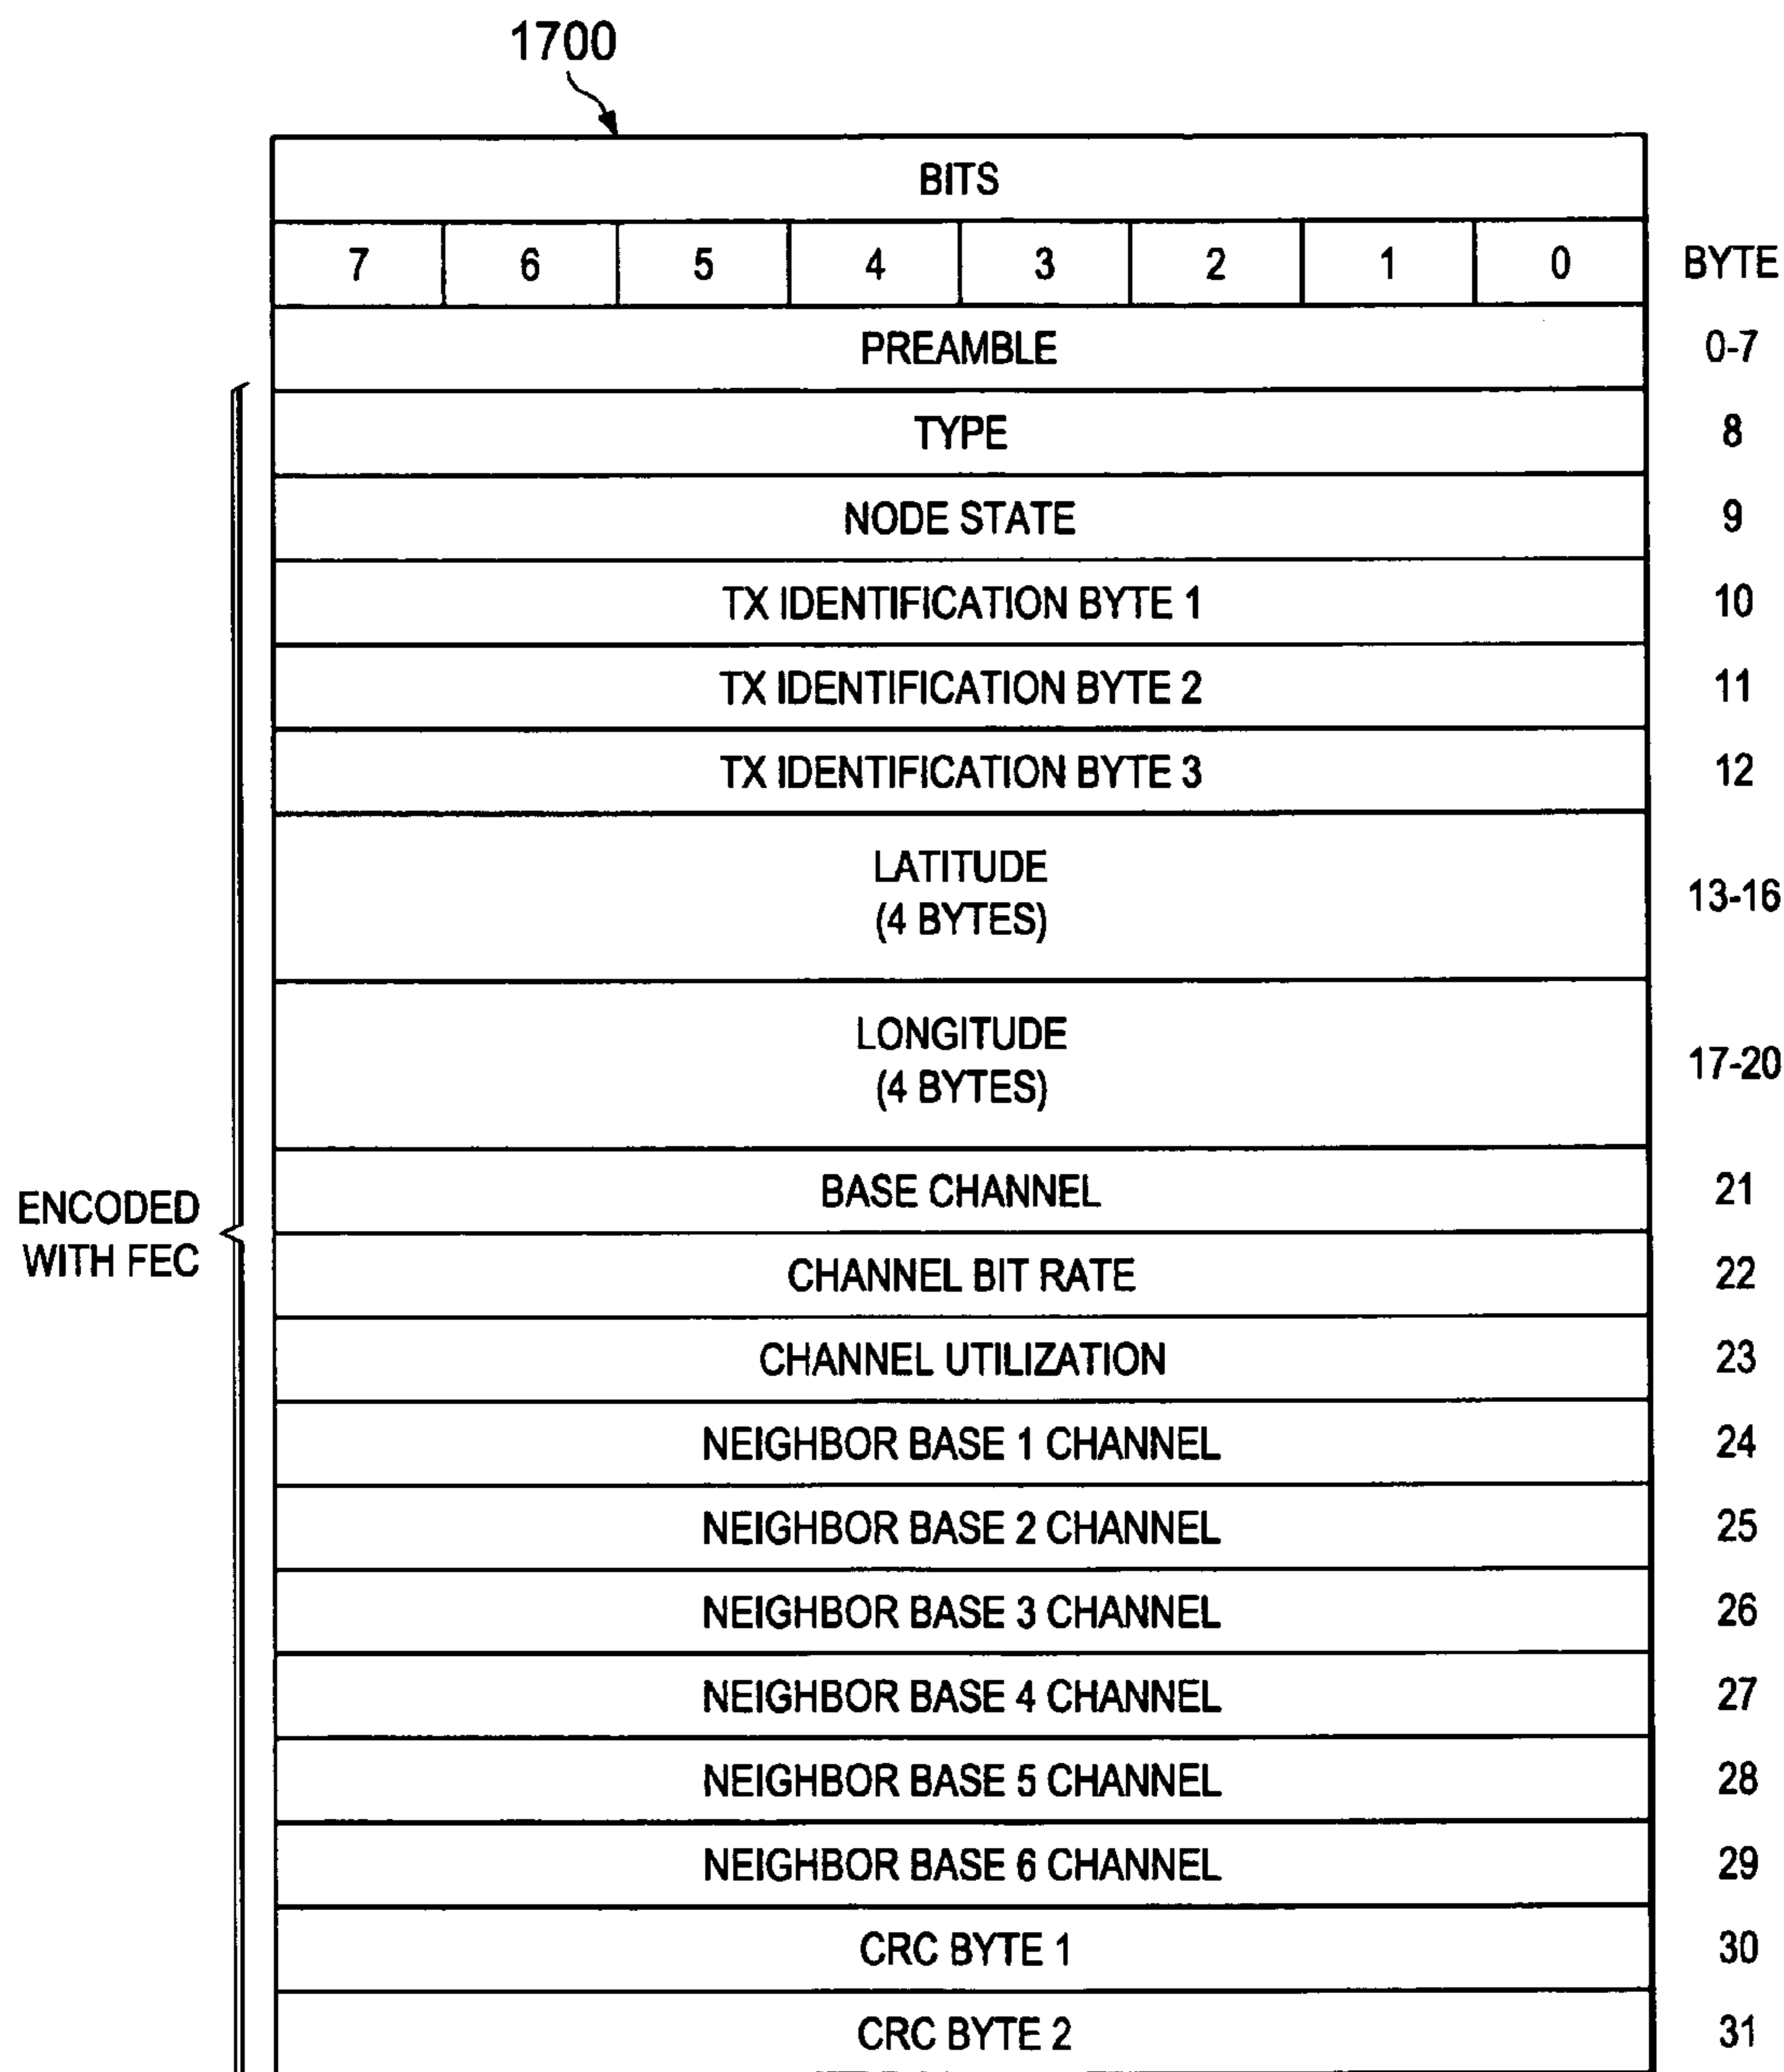 1700
BITS
7 6 5 4 3 2 1 0 BYTE
PREAMBLE 0-7
TYPE 8
NODE STATE 9
TX IDENTIFICATION BYTE 1 10
TX IDENTIFICATION BYTE 2 11
TX IDENTIFICATION BYTE 3 12
LATITUDE
(4 BYTES) 13-16
LONGITUDE
(4 BYTES) 17-20
BASE CHANNEL 21
ENCODED
WITH FEC
CHANNEL BIT RATE 22
CHANNEL UTILIZATION 23
NEIGHBOR BASE 1 CHANNEL 24
NEIGHBOR BASE 2 CHANNEL 25
NEIGHBOR BASE 3 CHANNEL 26
NEIGHBOR BASE 4 CHANNEL 27
NEIGHBOR BASE 5 CHANNEL 28
NEIGHBOR BASE 6 CHANNEL 29
CRC BYTE 1 30
CRC BYTE 2 31